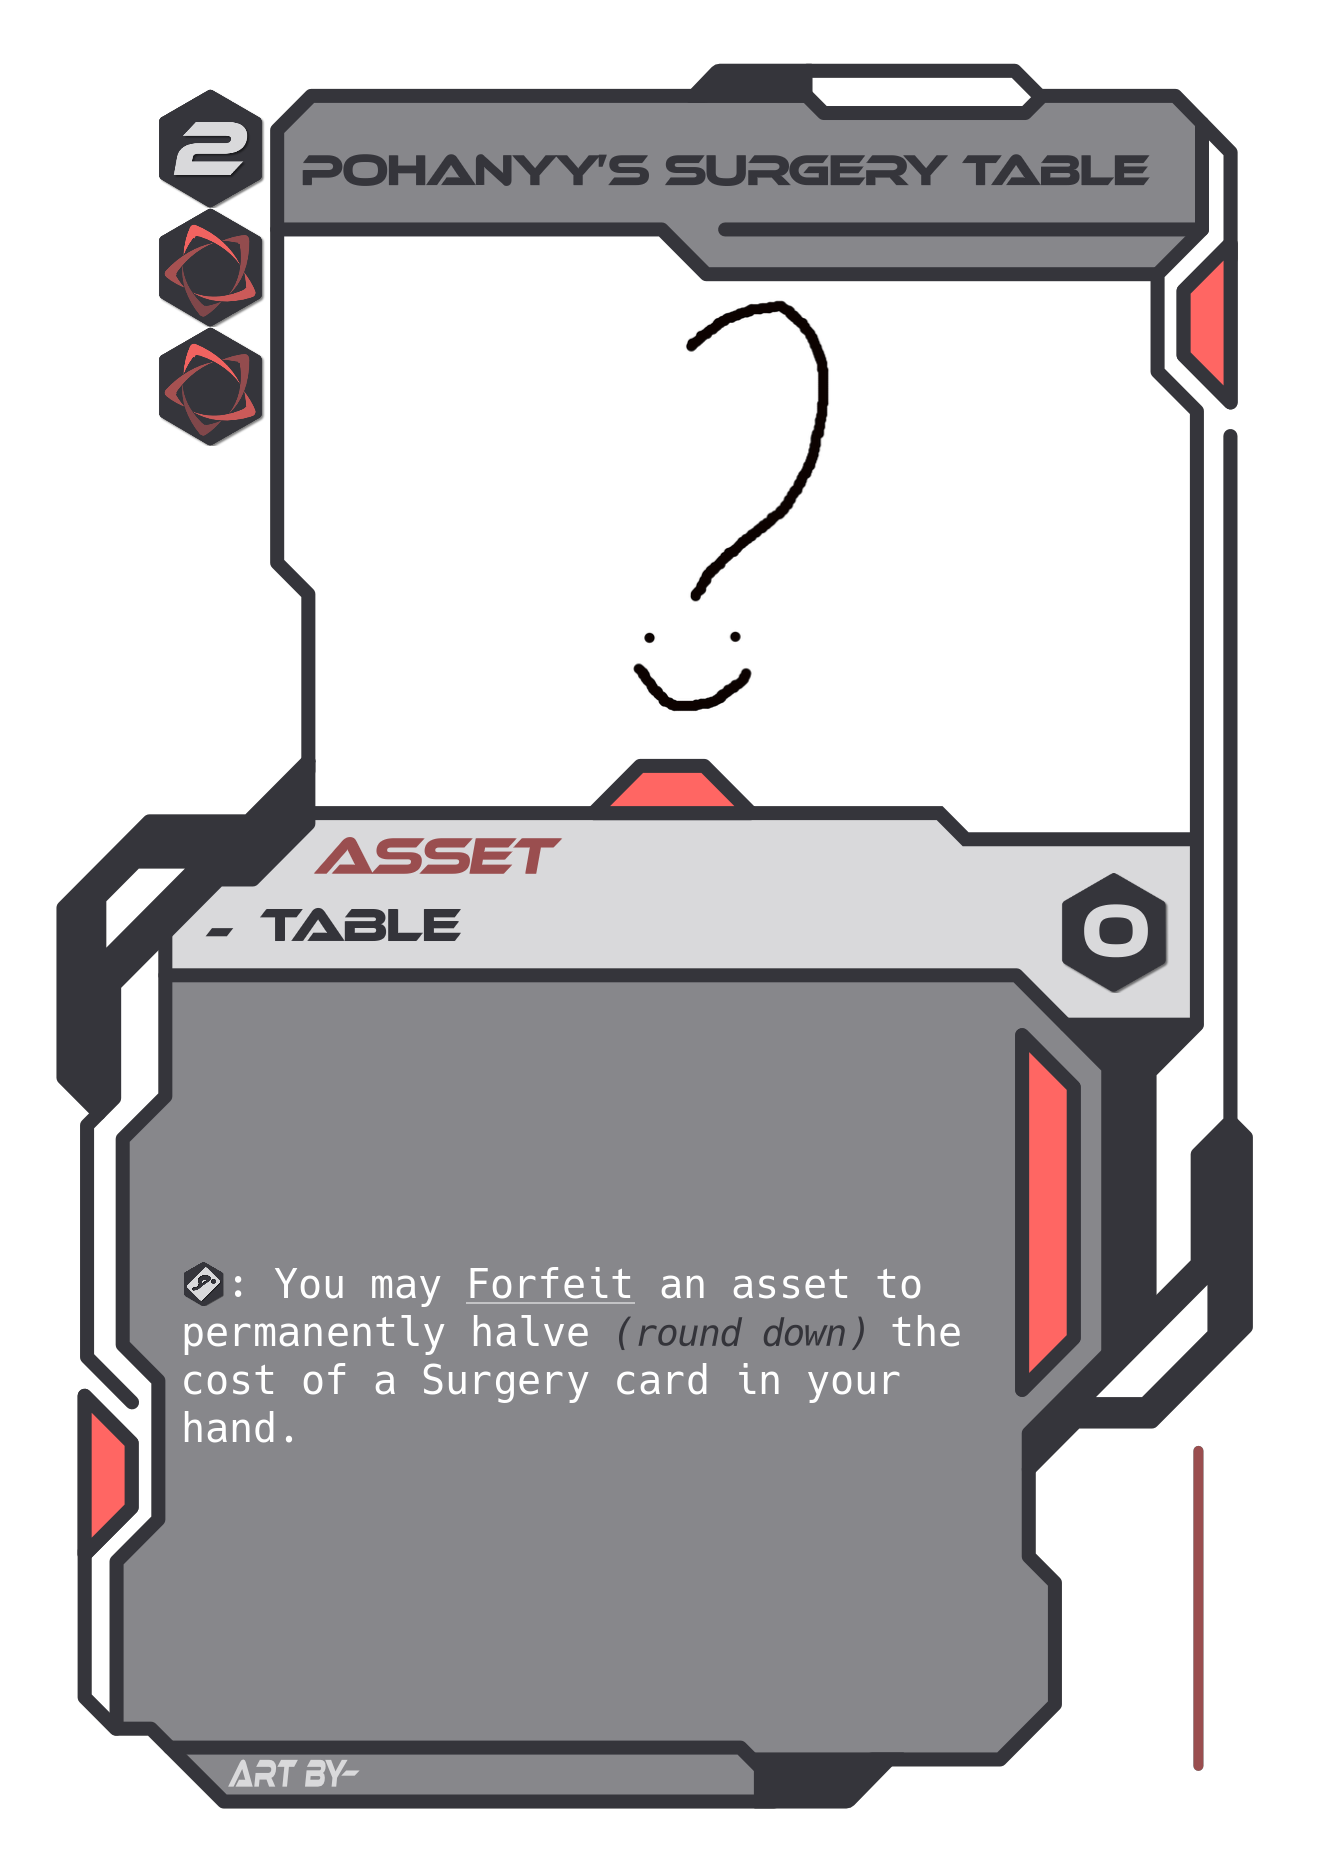 2
POHANYY'S SURGERY TABLE
?
ASSET
- TABLE
0
: You may Forfeit an asset to
permanently halve (round down) the
cost of a Surgery card in your
hand.
ART BY-